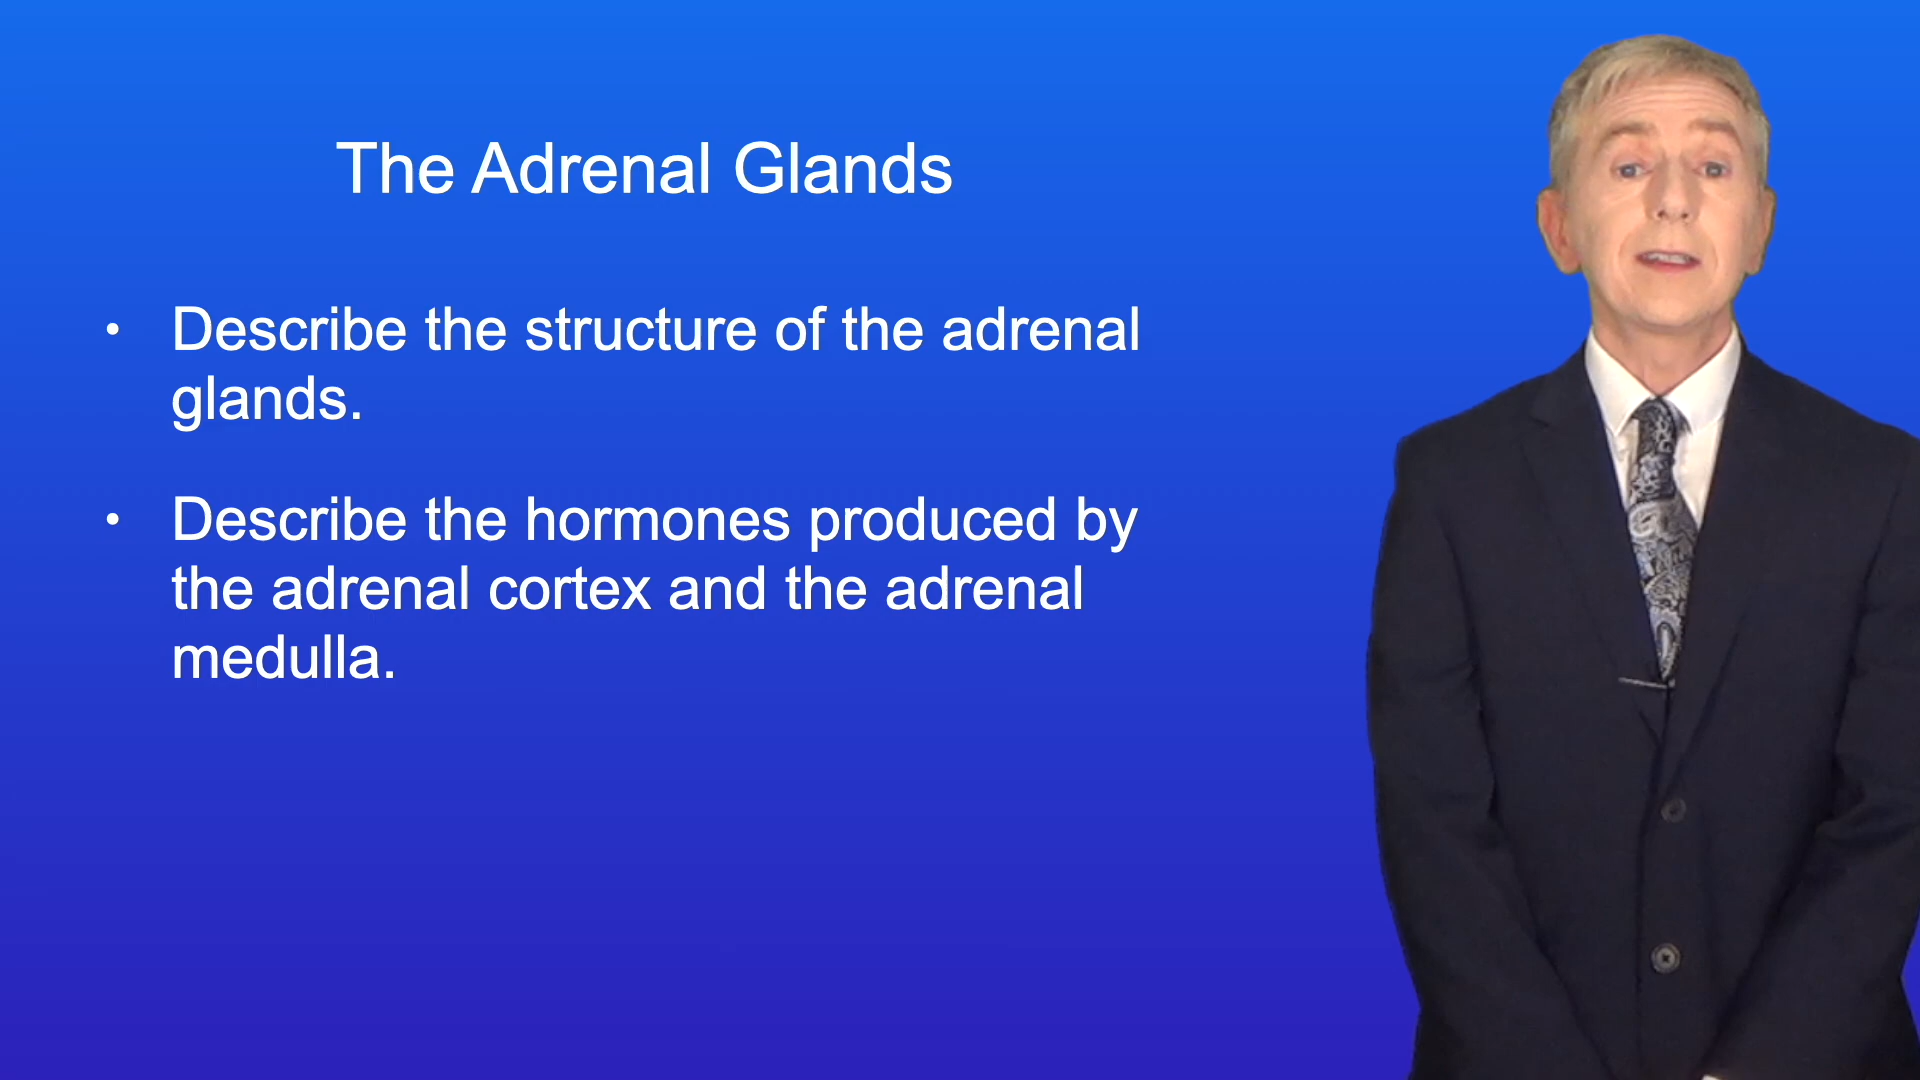 The Adrenal Glands
• Describe the structure of the adrenal
glands.
• Describe the hormones produced by
the adrenal cortex and the adrenal
medulla.